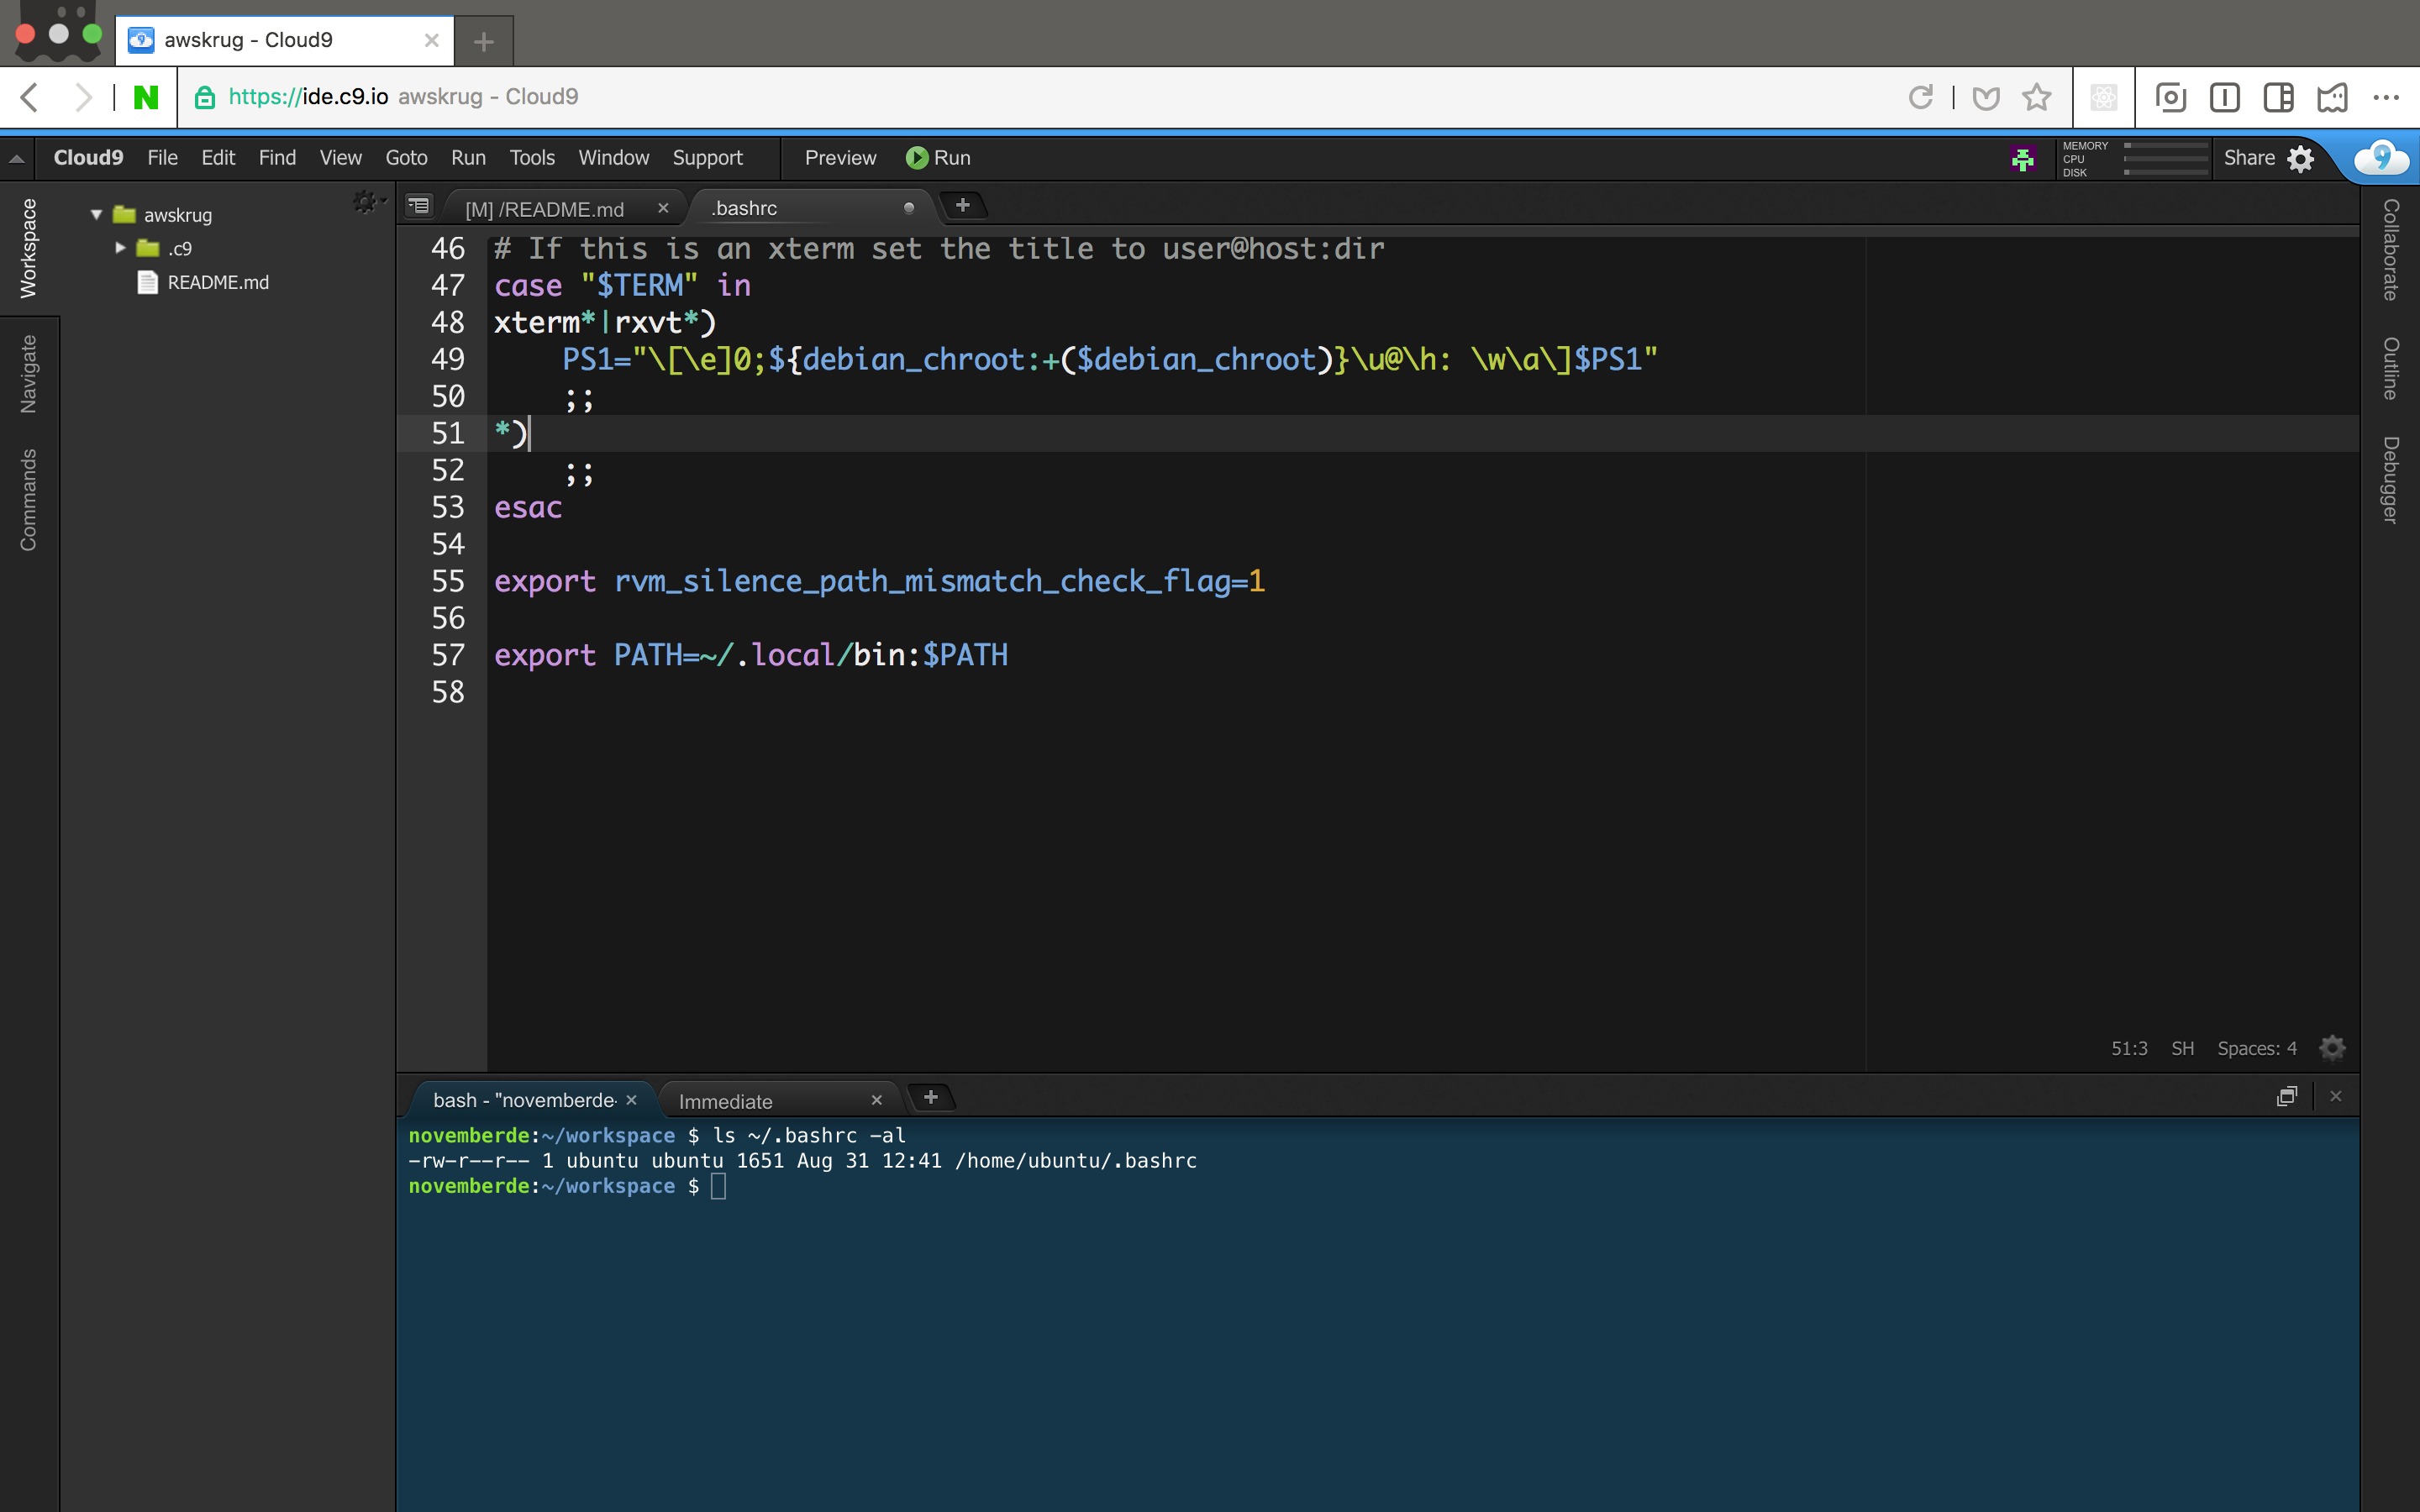 awskrug - Cloud9
N
https://ide.c9.io awskrug - Cloud9
Cloud9 File Edit Find View Goto Run Tools Window Support Preview Run
MEMORY
CPU
DISK
Share
9
Workspace
Navigate
Commands
awskrug
.c9
README.md
[M] /README.md
.bashrc
46 # If this is an xterm set the title to user@host:dir
47 case "$TERM" in
48 xterm*|rxvt*)
49     PS1="\[\e]0;${debian_chroot:+($debian_chroot)}\u@\h: \w\a\]$PS1"
50     ;;
51 *)
52     ;;
53 esac
54
55 export rvm_silence_path_mismatch_check_flag=1
56
57 export PATH=~/.local/bin:$PATH
58
51:3 SH Spaces: 4
Collaborate
Outline
Debugger
bash - "novemberde-
Immediate
novemberde:~/workspace $ ls ~/.bashrc -al
-rw-r--r-- 1 ubuntu ubuntu 1651 Aug 31 12:41 /home/ubuntu/.bashrc
novemberde:~/workspace $